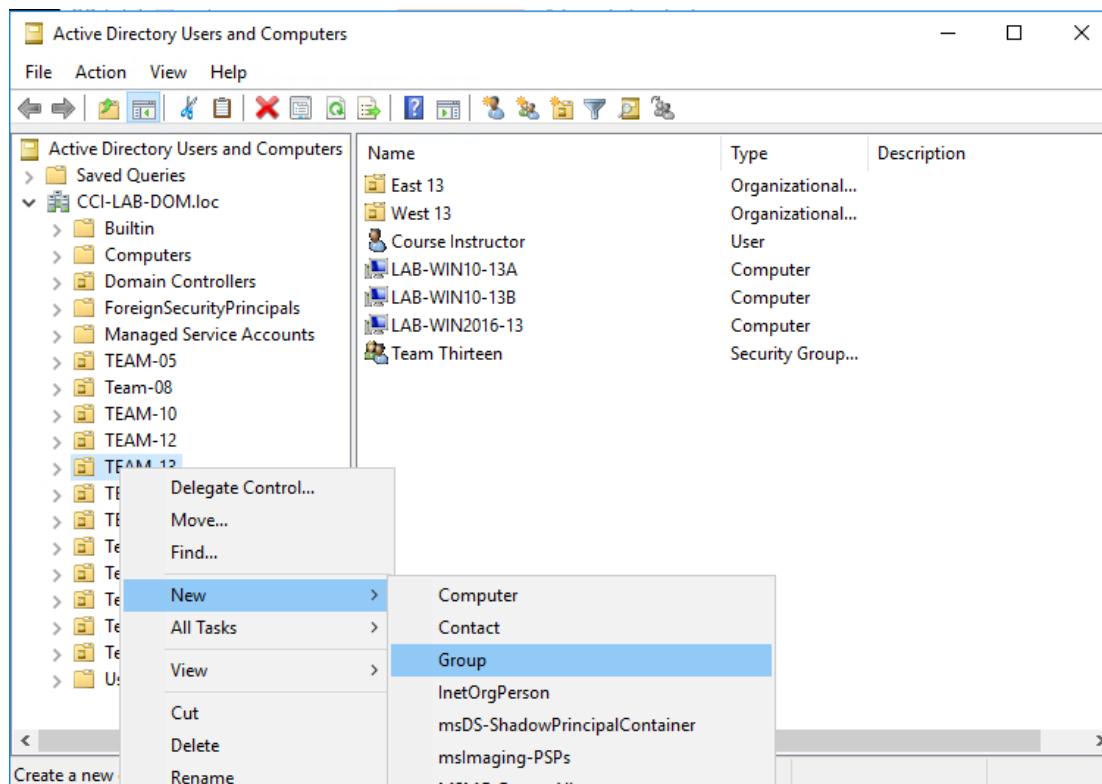 Active Directory Users and Computers
File Action View Help
Active Directory Users and Computers
Saved Queries
CCI-LAB-DOM.loc
Builtin
Computers
Domain Controllers
ForeignSecurityPrincipals
Managed Service Accounts
TEAM-05
Team-08
TEAM-10
TEAM-12
TEAM-13
Name Type Description
East 13 Organizational...
West 13 Organizational...
Course Instructor User
LAB-WIN10-13A Computer
LAB-WIN10-13B Computer
LAB-WIN2016-13 Computer
Team Thirteen Security Group...
Delegate Control...
Move...
Find...
New
All Tasks
View
Cut
Delete
Rename
Computer
Contact
Group
InetOrgPerson
msDS-ShadowPrincipalContainer
msImaging-PSPs
Create a new